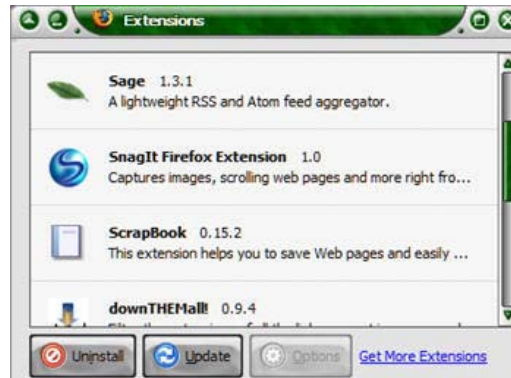 Extensions
Sage 1.3.1
A lightweight RSS and Atom feed aggregator.
SnagIt Firefox Extension 1.0
Captures images, scrolling web pages and more right fro...
ScrapBook 0.15.2
This extension helps you to save Web pages and easily ...
downTHEMall! 0.9.4
Uninstall
Update
Options
Get More Extensions